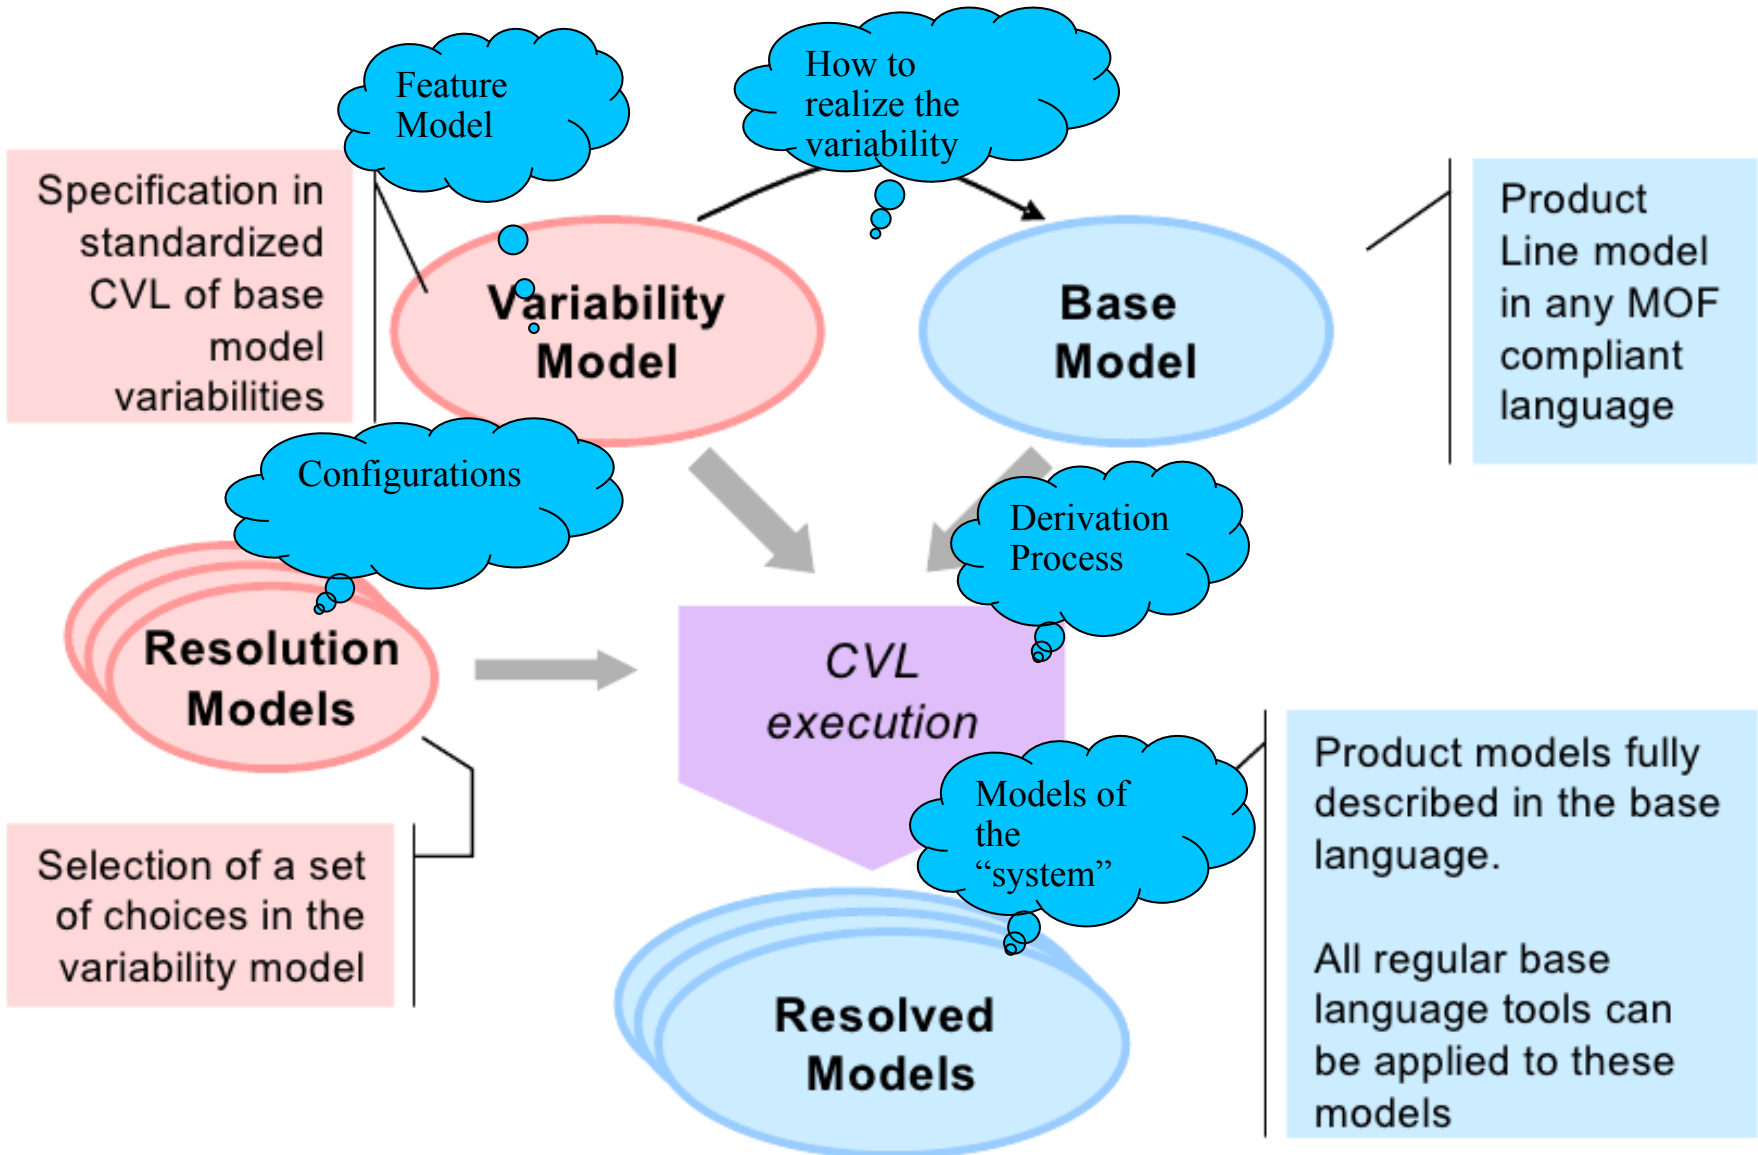 Feature
Model
How to
realize the
variability
Specification in
standardized
CVL of base
model
variabilities
Variability
Model
Base
Model
Product
Line model
in any MOF
compliant
language
Configurations
Derivation
Process
Resolution
Models
CVL
execution
Selection of a set
of choices in the
variability model
Models of
the
“system”
Product models fully
described in the base
language.
All regular base
language tools can
be applied to these
models
Resolved
Models